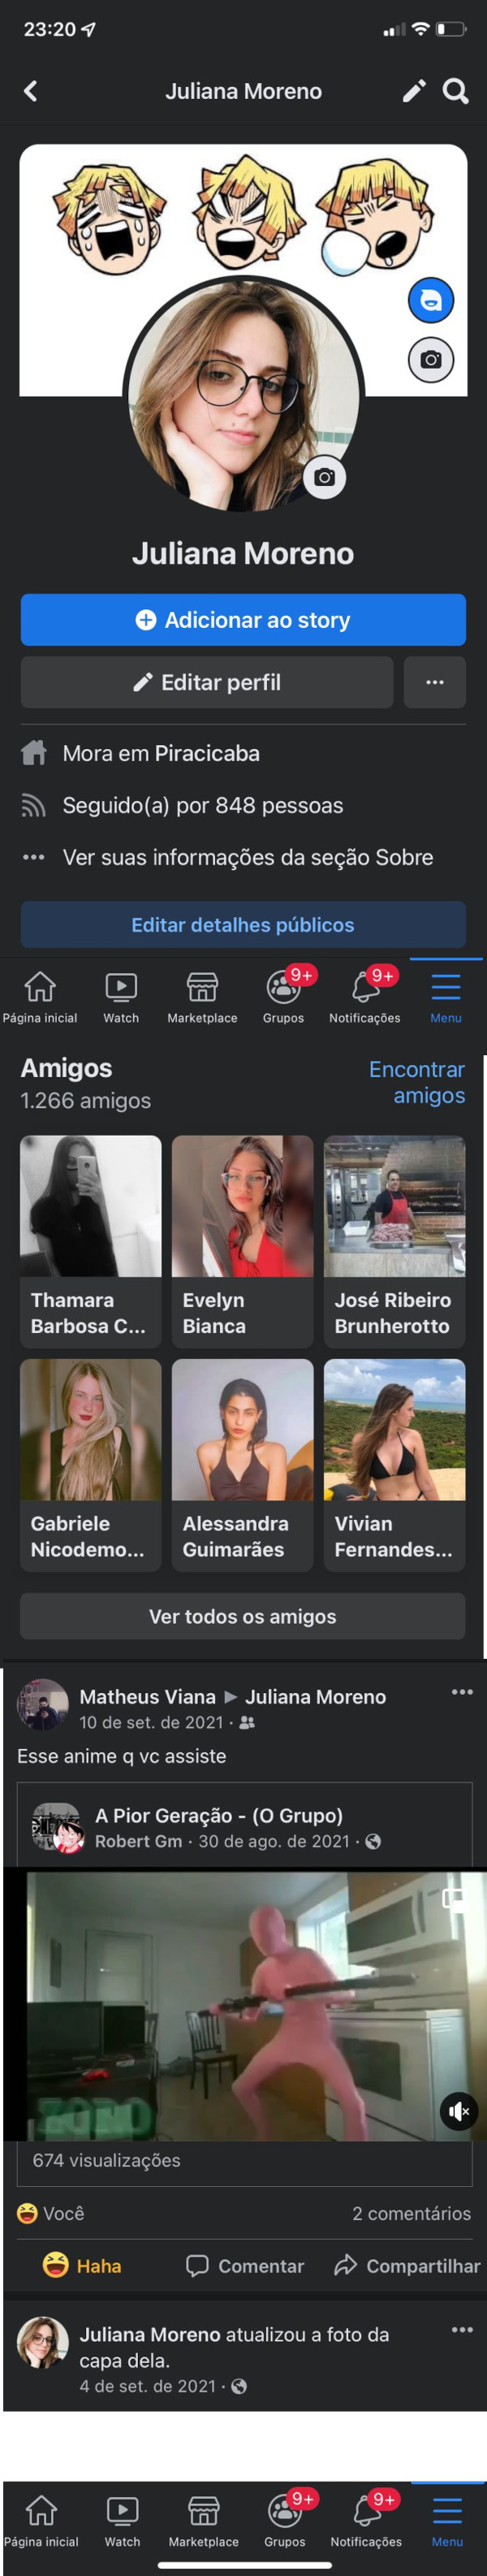 23:20
Juliana Moreno
Juliana Moreno
Adicionar ao story
Editar perfil
Mora em Piracicaba
Seguido(a) por 848 pessoas
Ver suas informações da seção Sobre
Editar detalhes públicos
9+ 9+
Página inicial Watch Marketplace Grupos Notificações Menu
Amigos
Encontrar
1.266 amigos
amigos
Thamara Evelyn José Ribeiro
Barbosa C... Bianca Brunherotto
Gabriele Alessandra Vivian
Nicodemo... Guimarães Fernandes...
Ver todos os amigos
Matheus Viana ▶ Juliana Moreno
10 de set. de 2021 ·
Esse anime q vc assiste
A Pior Geração - (O Grupo)
Robert Gm · 30 de ago. de 2021 ·
ZORO
674 visualizações
Você 2 comentários
Haha Comentar Compartilhar
Juliana Moreno atualizou a foto da
capa dela.
4 de set. de 2021 ·
9+ 9+
Página inicial Watch Marketplace Grupos Notificações Menu